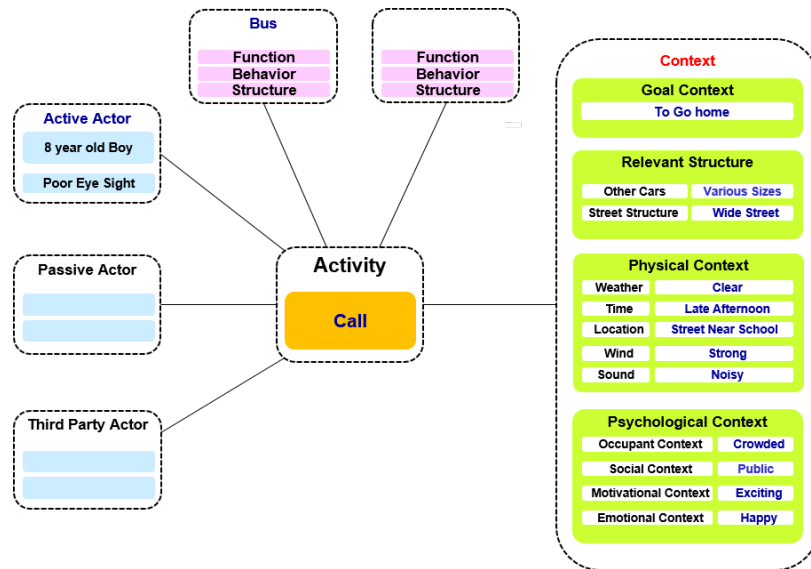 Bus
Function
Behavior
Structure
Function
Behavior
Structure
Active Actor
8 year old Boy
Poor Eye Sight
Passive Actor
Third Party Actor
Activity
Call
Context
Goal Context
To Go home
Relevant Structure
Other Cars Various Sizes
Street Structure Wide Street
Physical Context
Weather Clear
Time Late Afternoon
Location Street Near School
Wind Strong
Sound Noisy
Psychological Context
Occupant Context Crowded
Social Context Public
Motivational Context Exciting
Emotional Context Happy